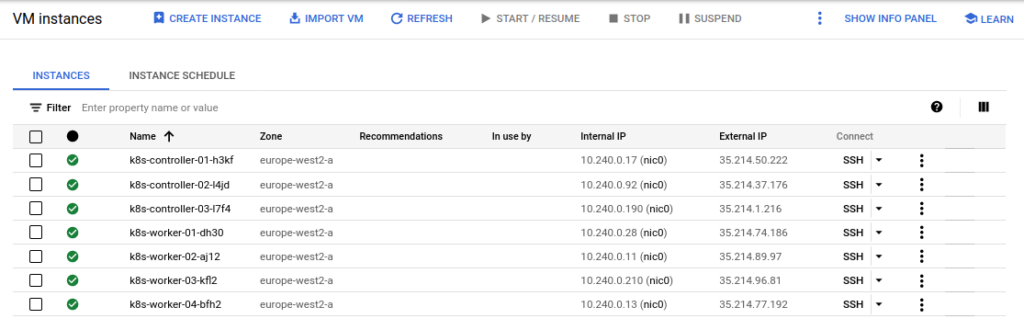 VM instances CREATE INSTANCE IMPORT VM REFRESH START / RESUME STOP SUSPEND SHOW INFO PANEL LEARN
INSTANCES INSTANCE SCHEDULE
Filter Enter property name or value
Name Zone Recommendations In use by Internal IP External IP Connect
k8s-controller-01-h3kf europe-west2-a 10.240.0.17 (nic0) 35.214.50.222 SSH
k8s-controller-02-l4jd europe-west2-a 10.240.0.92 (nic0) 35.214.37.176 SSH
k8s-controller-03-l7f4 europe-west2-a 10.240.0.190 (nic0) 35.214.1.216 SSH
k8s-worker-01-dh30 europe-west2-a 10.240.0.28 (nic0) 35.214.74.186 SSH
k8s-worker-02-aj12 europe-west2-a 10.240.0.11 (nic0) 35.214.89.97 SSH
k8s-worker-03-kfl2 europe-west2-a 10.240.0.210 (nic0) 35.214.96.81 SSH
k8s-worker-04-bfh2 europe-west2-a 10.240.0.13 (nic0) 35.214.77.192 SSH